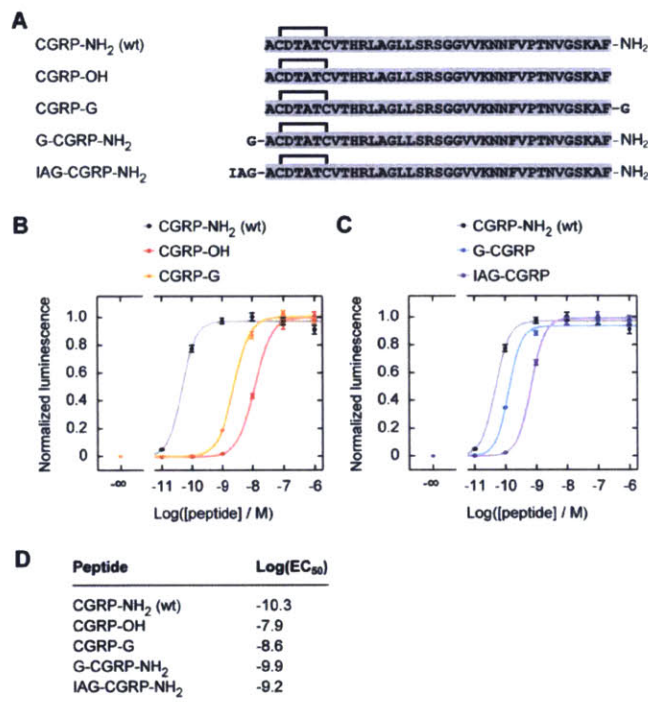 A
CGRP-NH2 (wt) ACDTATCVTHRLAGLLSRSGGVVKNNFVPTNVGSKAF-NH2
CGRP-OH ACDTATCVTHRLAGLLSRSGGVVKNNFVPTNVGSKAF
CGRP-G ACDTATCVTHRLAGLLSRSGGVVKNNFVPTNVGSKAF-G
G-CGRP-NH2 G-ACDTATCVTHRLAGLLSRSGGVVKNNFVPTNVGSKAF-NH2
IAG-CGRP-NH2 IAG-ACDTATCVTHRLAGLLSRSGGVVKNNFVPTNVGSKAF-NH2
B
CGRP-NH2 (wt)
CGRP-OH
CGRP-G
Normalized luminescence
1.0
0.8
0.6
0.4
0.2
0
-∞ -11 -10 -9 -8 -7 -6
Log([peptide] / M)
C
CGRP-NH2 (wt)
G-CGRP
IAG-CGRP
Normalized luminescence
1.0
0.8
0.6
0.4
0.2
0
-∞ -11 -10 -9 -8 -7 -6
Log([peptide] / M)
D
Peptide Log(EC50)
CGRP-NH2 (wt) -10.3
CGRP-OH -7.9
CGRP-G -8.6
G-CGRP-NH2 -9.9
IAG-CGRP-NH2 -9.2